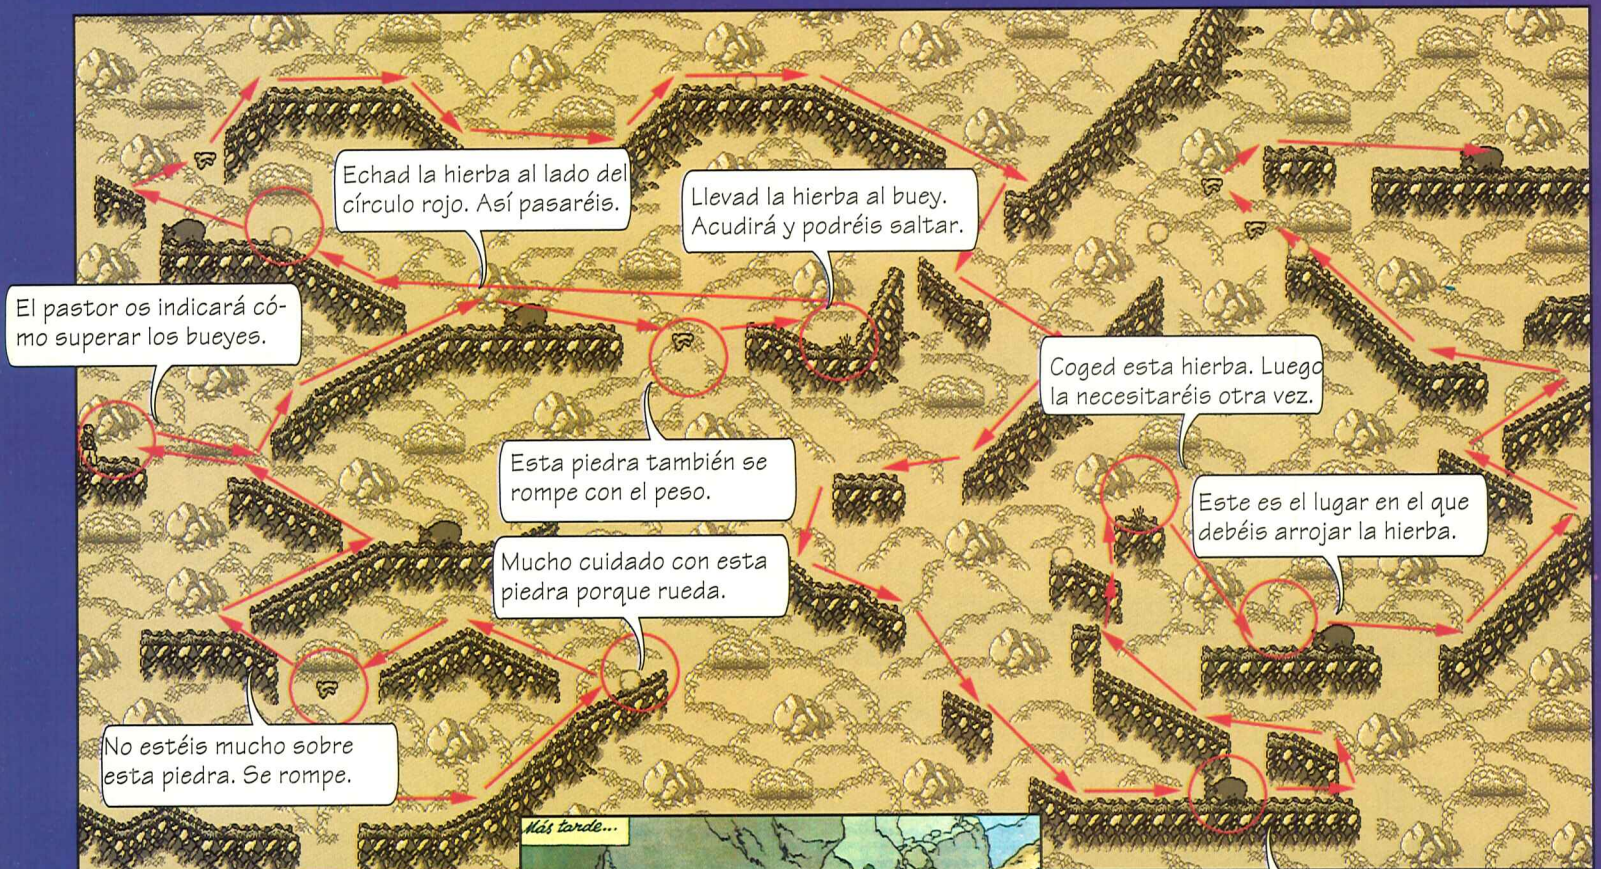 Echad la hierba al lado del
círculo rojo. Así pasaréis.
Llevad la hierba al buey.
Acudirá y podréis saltar.
El pastor os indicará có-
mo superar los bueyes.
Coged esta hierba. Luego
la necesitaréis otra vez.
Esta piedra también se
rompe con el peso.
Este es el lugar en el que
debéis arrojar la hierba.
Mucho cuidado con esta
piedra porque rueda.
No estéis mucho sobre
esta piedra. Se rompe.
Más tarde...